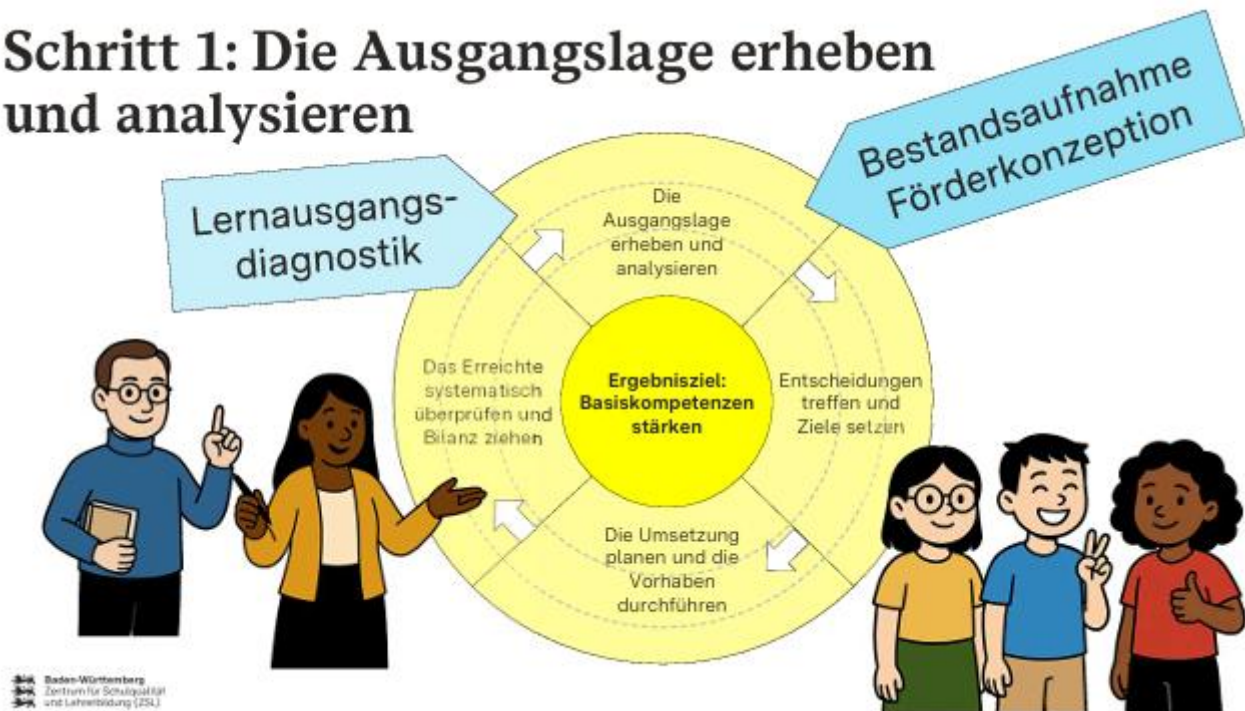 Schritt 1: Die Ausgangslage erheben
und analysieren
Lernausgangs-
diagnostik
Bestandsaufnahme
Förderkonzeption
Die
Ausgangslage
erheben und
analysieren
Entscheidungen
treffen und
Ziele setzen
Die Umsetzung
planen und die
Vorhaben
durchführen
Das Erreichte
systematisch
überprüfen und
Bilanz ziehen
Ergebnisziel:
Basiskompetenzen
stärken
Baden-Württemberg
Zentrum für Schulqualität
und Lehrerbildung (ZSL)